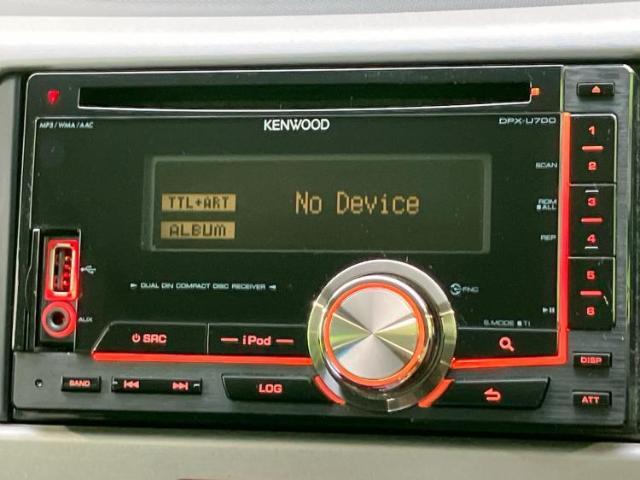 MP3/WMA/AAC
KENWOOD
DPX-U700
1
2
SCAN
3
RDM
ALL
4
REP
TTL+ART
No Device
ALBUM
5
6
DUAL DIN COMPACT DISC RECEIVER
FNC
AUX
S.MODE
SRC
iPod
BAND
LOG
DISP
ATT